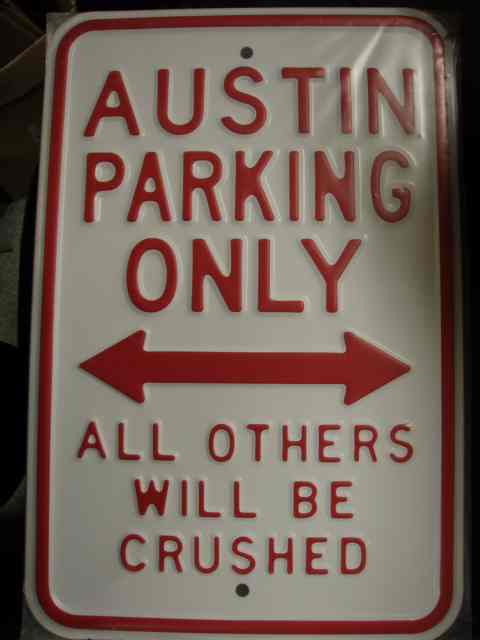 AUSTIN
PARKING
ONLY
ALL OTHERS
WILL BE
CRUSHED